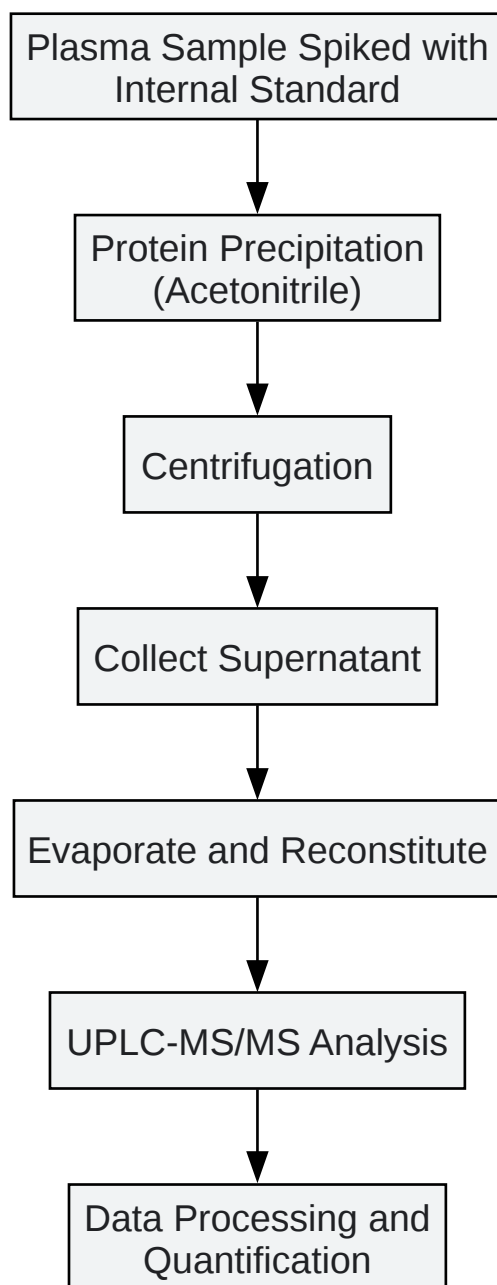 Plasma Sample Spiked with
Internal Standard
Protein Precipitation
(Acetonitrile)
Centrifugation
Collect Supernatant
Evaporate and Reconstitute
UPLC-MS/MS Analysis
Data Processing and
Quantification